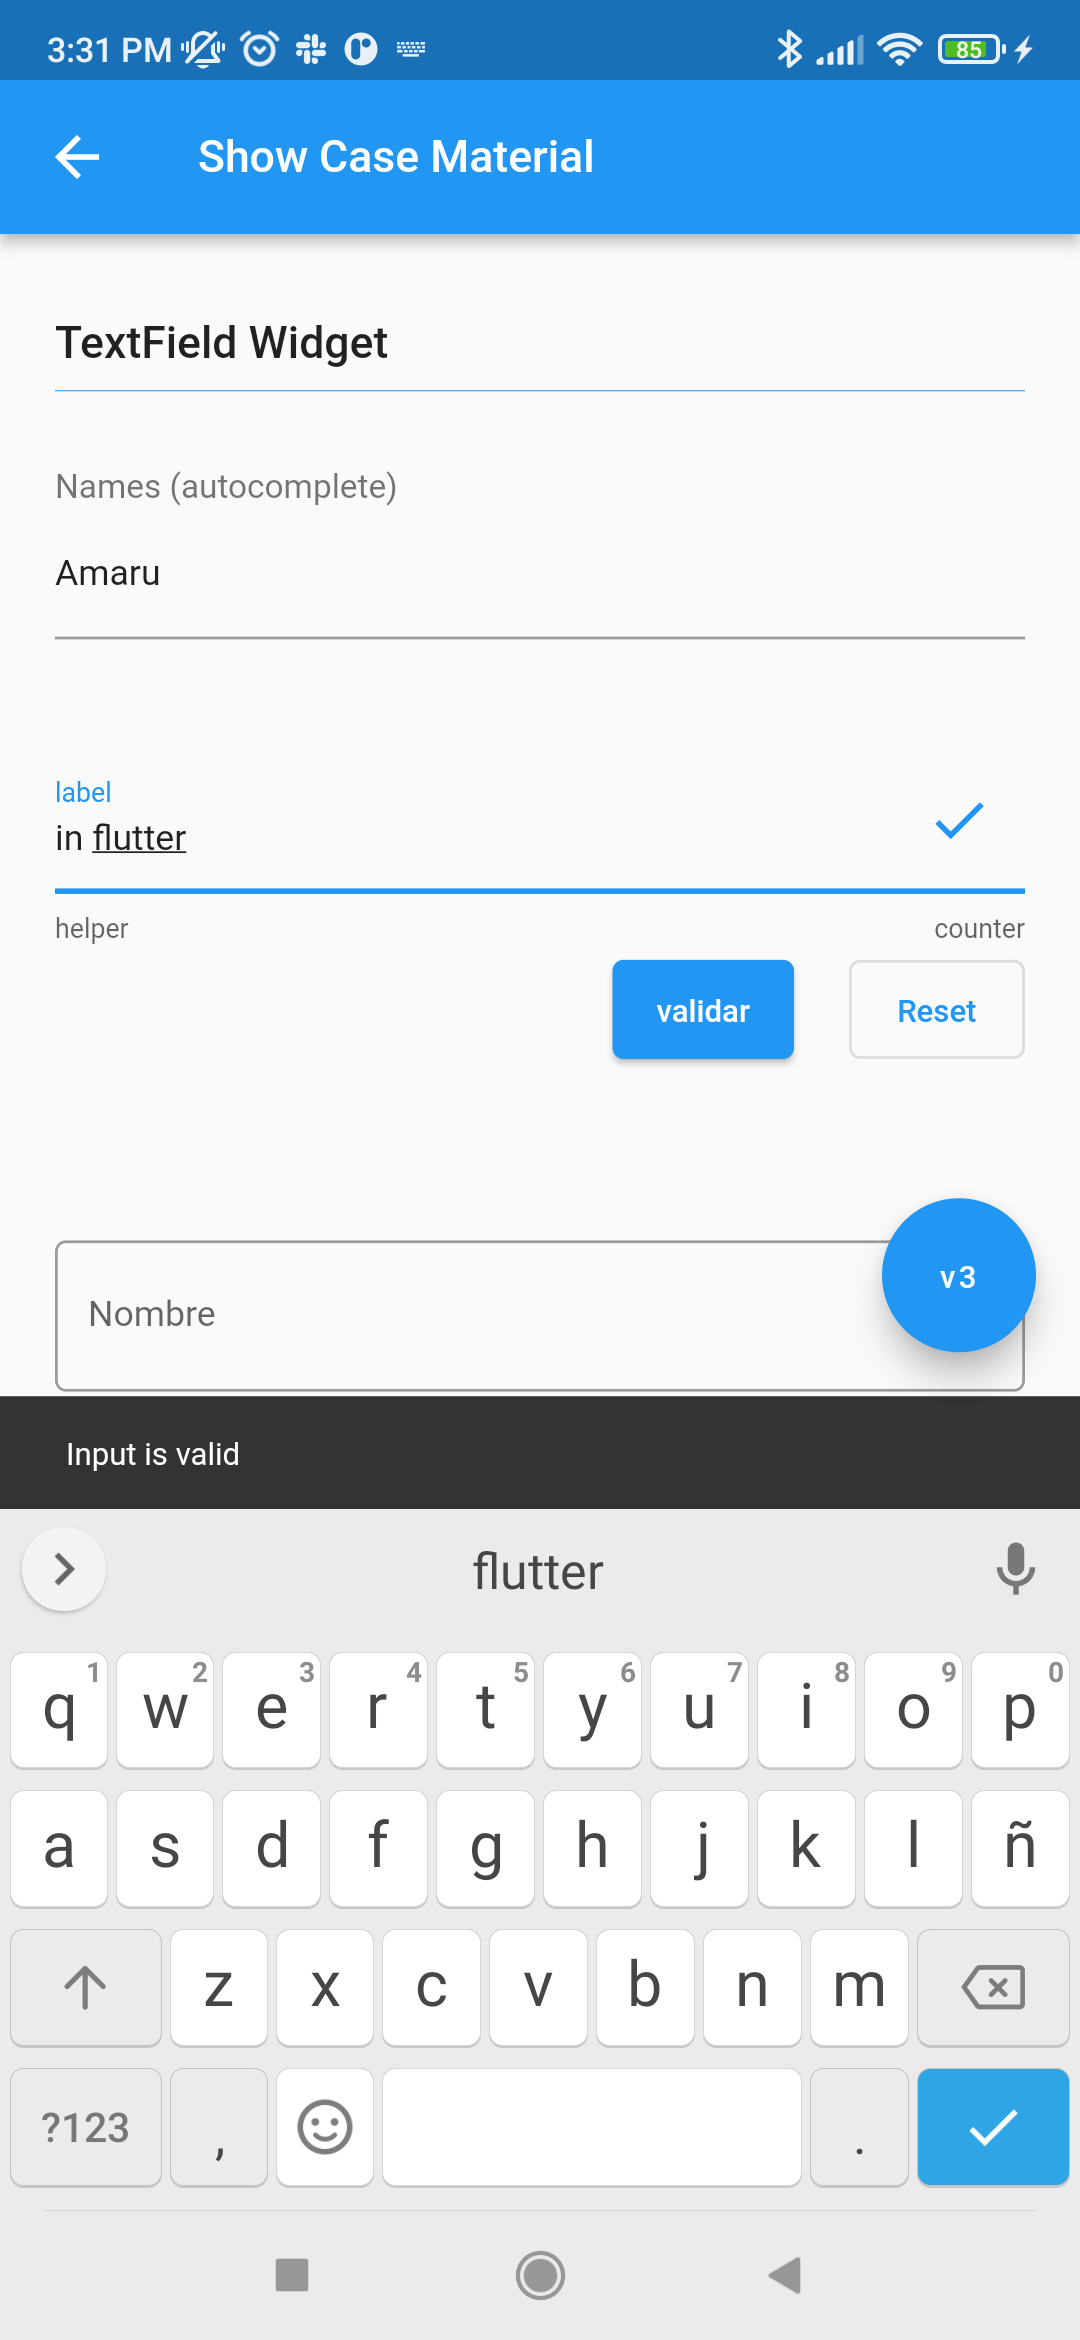 3:31 PM 85
Show Case Material
TextField Widget
Names (autocomplete)
Amaru
label
in flutter
helper counter
validar Reset
Nombre
v3
Input is valid
flutter
1 2 3 4 5 6 7 8 9 0
q w e r t y u i o p
a s d f g h j k l ñ
z x c v b n m
?123 , .